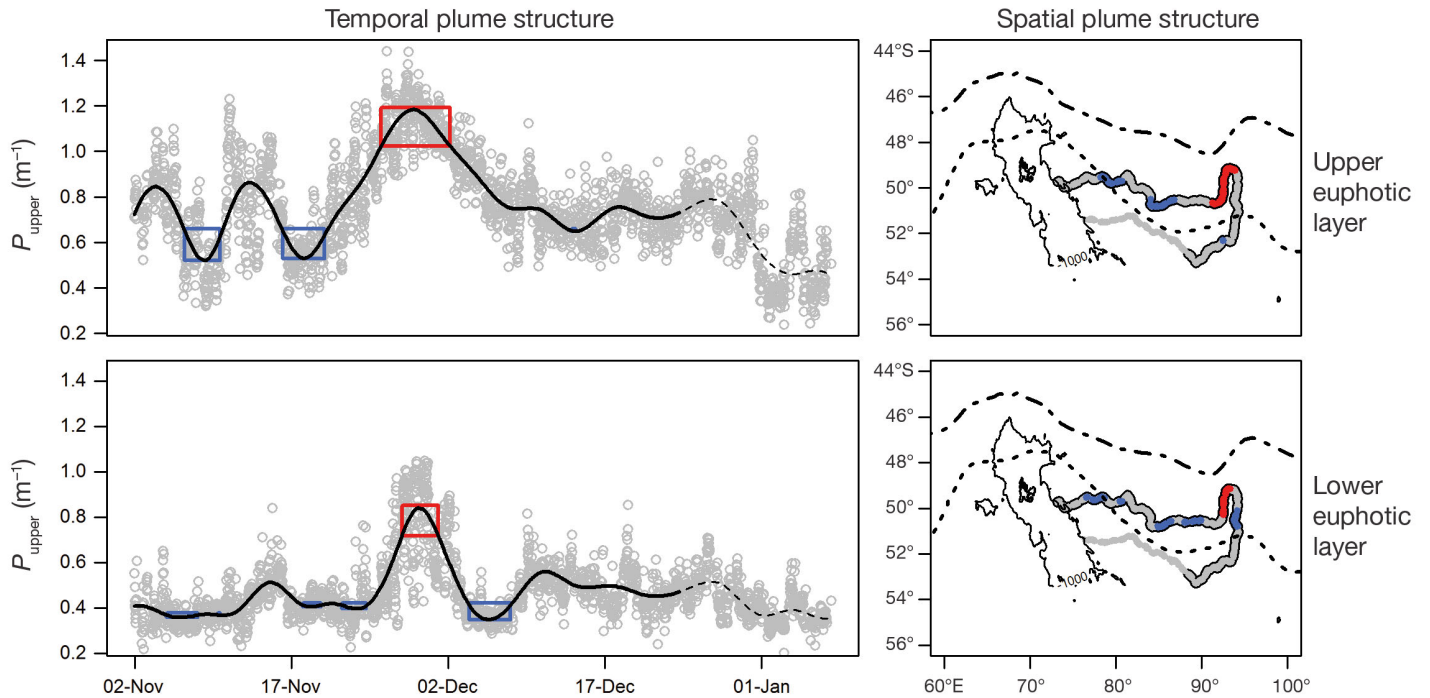 Temporal plume structure
Spatial plume structure
1.4
1.2
1.0
0.8
0.6
0.4
0.2
P upper (m⁻¹)
44°S
46°
48°
50°
52°
54°
56°
1000
Upper
euphotic
layer
1.4
1.2
1.0
0.8
0.6
0.4
0.2
P upper (m⁻¹)
02-Nov
17-Nov
02-Dec
17-Dec
01-Jan
44°S
46°
48°
50°
52°
54°
56°
1000
60°E
70°
80°
90°
100°
Lower
euphotic
layer